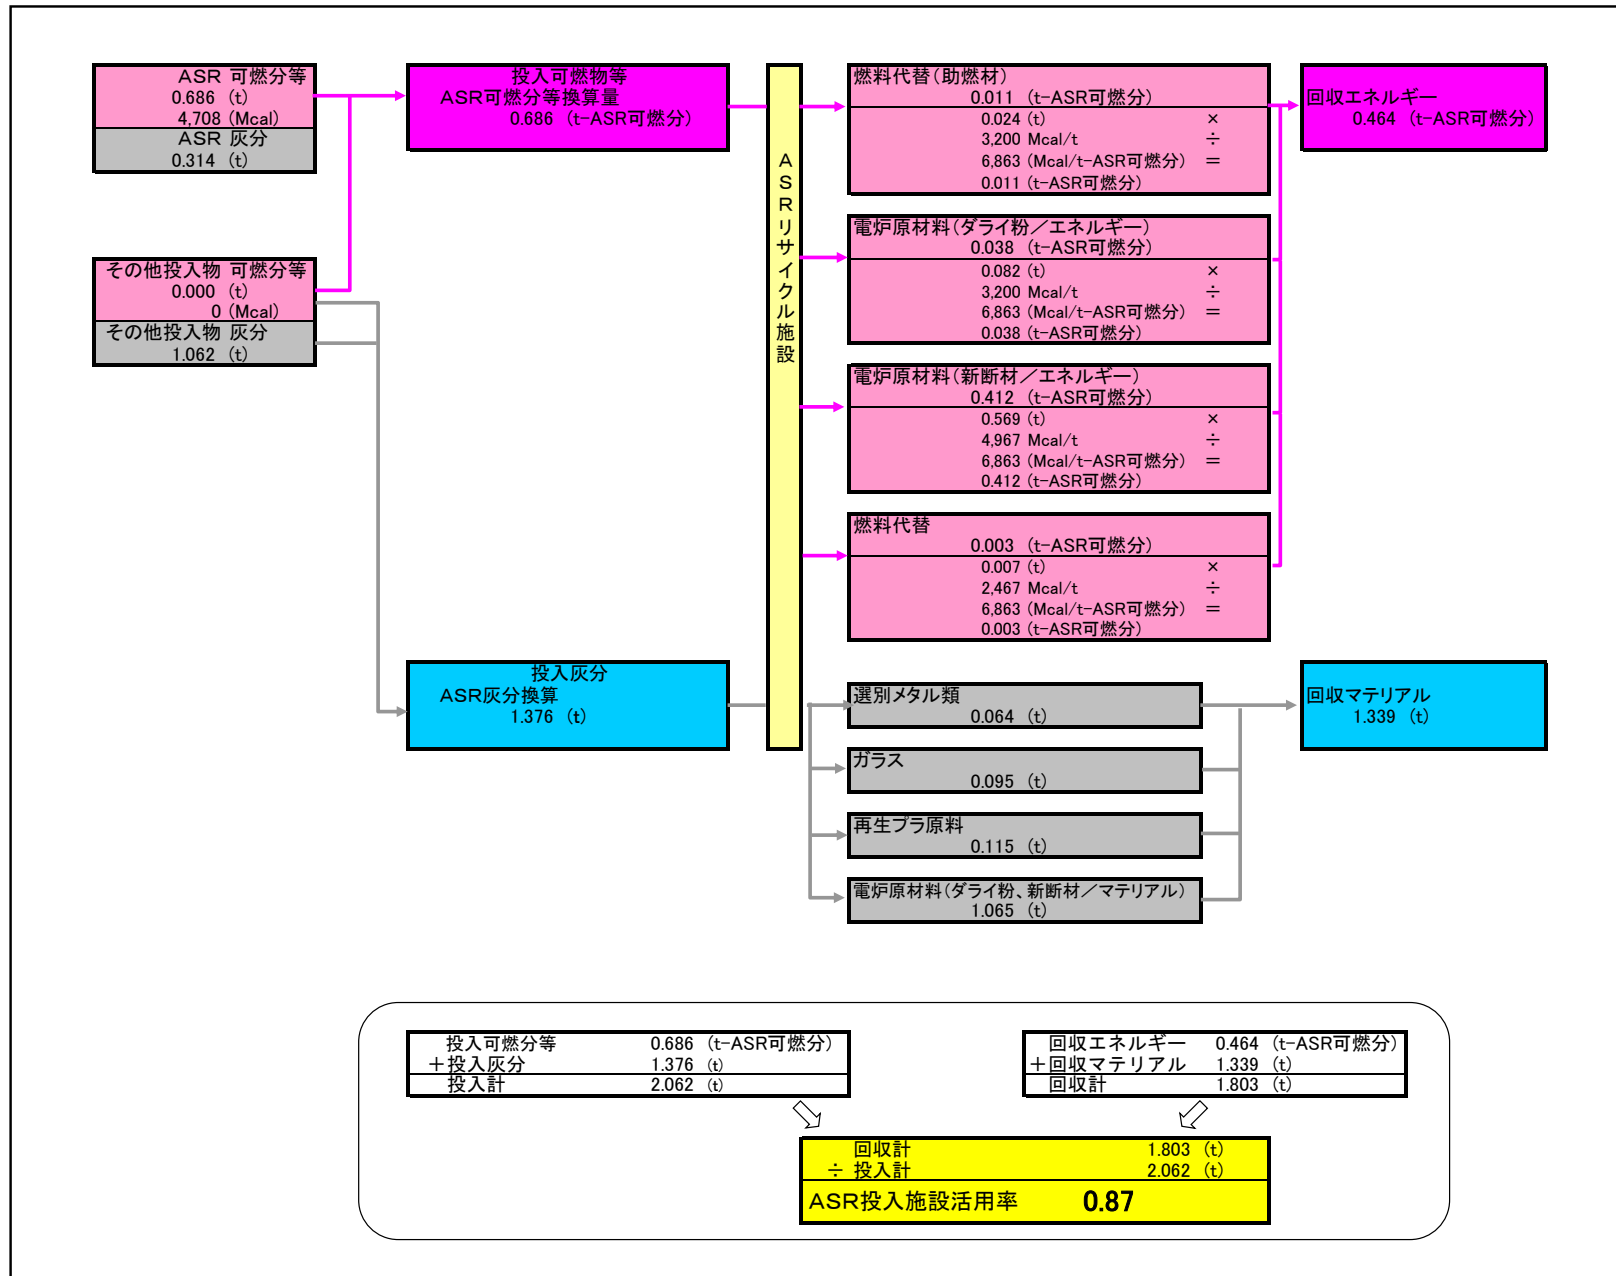 ASR 可燃分等
0.686 (t)
4,708 (Mcal)
ASR 灰分
0.314 (t)
その他投入物 可燃分等
0.000 (t)
0 (Mcal)
その他投入物 灰分
1.062 (t)
投入可燃物等
ASR可燃分等換算量
0.686 (t-ASR可燃分)
投入灰分
ASR灰分換算
1.376 (t)
ASRリサイクル施設
燃料代替(助燃材)
0.011 (t-ASR可燃分)
0.024 (t) ×
3,200 Mcal/t ÷
6,863 (Mcal/t-ASR可燃分) =
0.011 (t-ASR可燃分)
電炉原材料(ダライ粉/エネルギー)
0.038 (t-ASR可燃分)
0.082 (t) ×
3,200 Mcal/t ÷
6,863 (Mcal/t-ASR可燃分) =
0.038 (t-ASR可燃分)
電炉原材料(新断材/エネルギー)
0.412 (t-ASR可燃分)
0.569 (t) ×
4,967 Mcal/t ÷
6,863 (Mcal/t-ASR可燃分) =
0.412 (t-ASR可燃分)
燃料代替
0.003 (t-ASR可燃分)
0.007 (t) ×
2,467 Mcal/t ÷
6,863 (Mcal/t-ASR可燃分) =
0.003 (t-ASR可燃分)
選別メタル類
0.064 (t)
ガラス
0.095 (t)
再生プラ原料
0.115 (t)
電炉原材料(ダライ粉、新断材/マテリアル)
1.065 (t)
回収エネルギー
0.464 (t-ASR可燃分)
回収マテリアル
1.339 (t)
投入可燃分等 0.686 (t-ASR可燃分)
+投入灰分 1.376 (t)
投入計 2.062 (t)
回収エネルギー 0.464 (t-ASR可燃分)
+回収マテリアル 1.339 (t)
回収計 1.803 (t)
回収計 1.803 (t)
÷ 投入計 2.062 (t)
ASR投入施設活用率 0.87